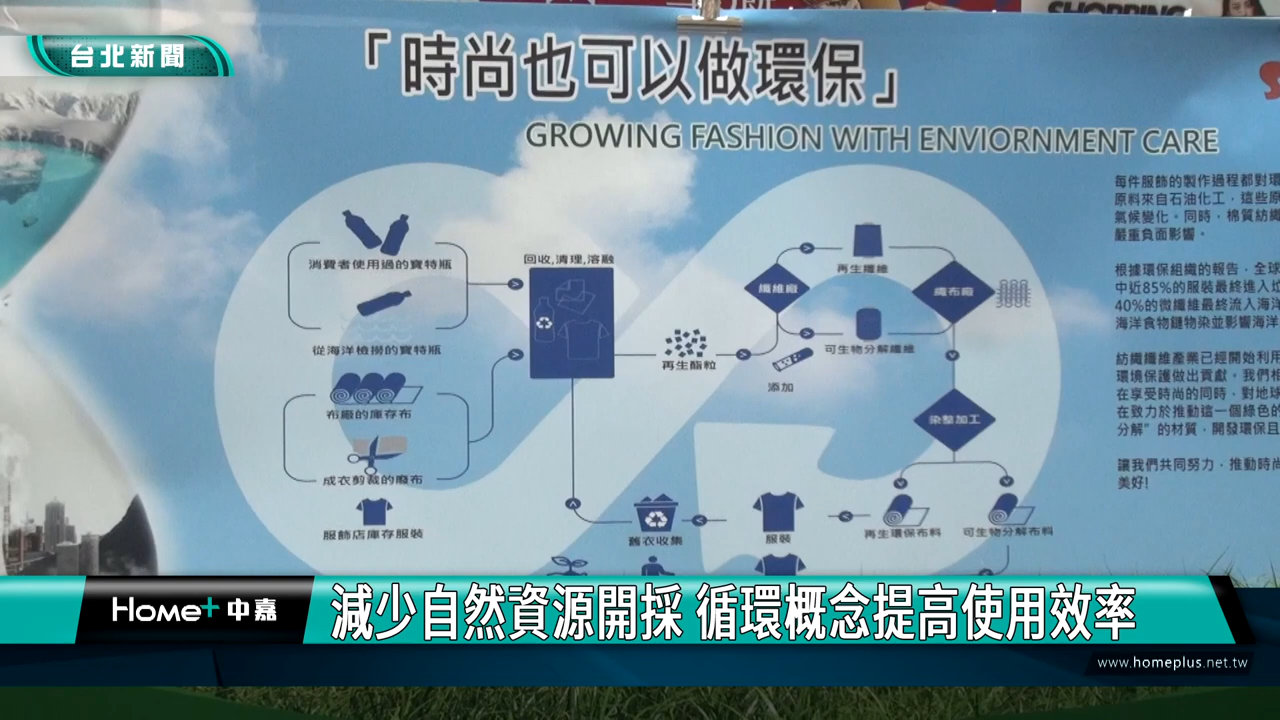 SHOPPING
台北新聞
「時尚也可以做環保」
GROWING FASHION WITH ENVIORNMENT CARE
每件服飾的製作過程都對環
原料來自石油化工，這些原
氣候變化。同時，棉質紡織
嚴重負面影響。
根據環保組織的報告，全球
中近85%的服裝最終進入垃
40%的微纖維最終流入海洋
海洋食物鏈物染並影響海洋
紡織纖維產業已經開始利用
環境保護做出貢獻。我們相
在享受時尚的同時，對地球
在致力於推動這一個綠色的
分解”的材質，開發環保且
讓我們共同努力，推動時尚
美好!
消費者使用過的寶特瓶
從海洋檢撈的寶特瓶
布廠的庫存布
成衣剪裁的廢布
服飾店庫存服裝
回收,清理,溶融
再生酯粒
纖維廠
再生纖維
可生物分解纖維
添加
織布廠
染整加工
再生環保布料
可生物分解布料
服裝
舊衣收集
Home+中嘉
減少自然資源開採 循環概念提高使用效率
www.homeplus.net.tw